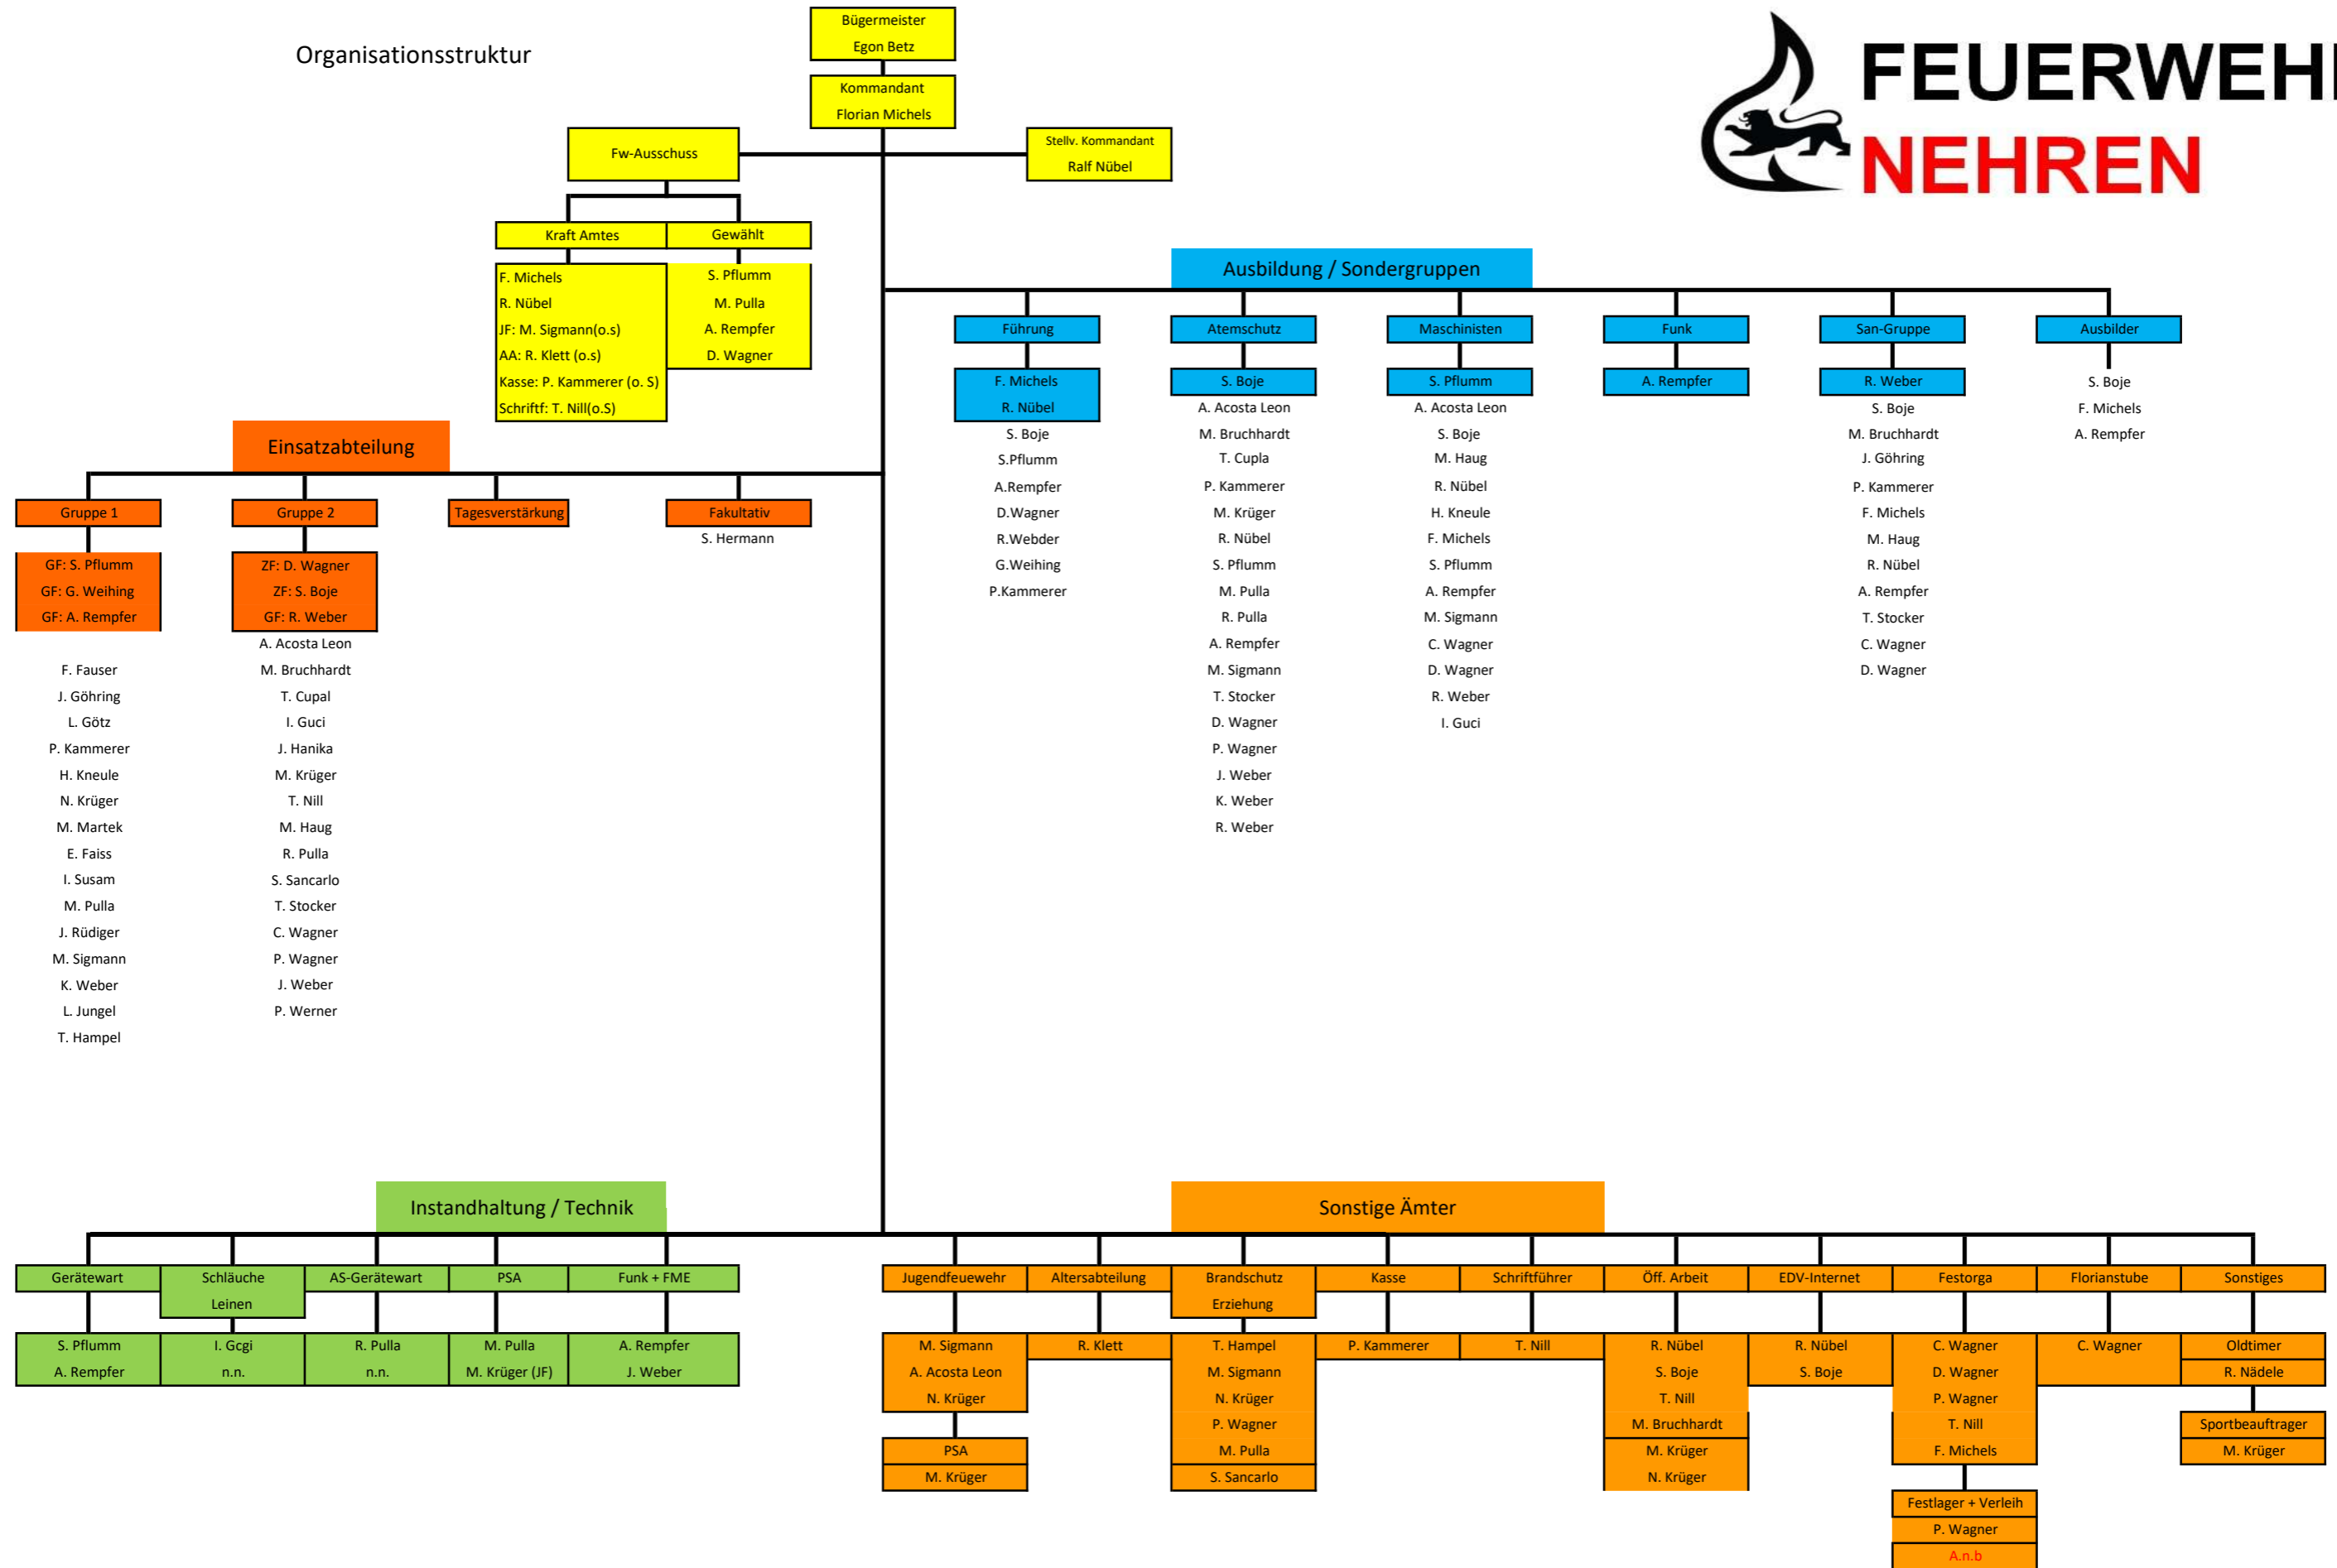 Organisationsstruktur
Bügermeister
Egon Betz
Kommandant
Florian Michels
FEUERWEH
NEHREN
Fw-Ausschuss
Stellv. Kommandant
Ralf Nübel
Kraft Amtes
F. Michels
R. Nübel
JF: M. Sigmann(o.s)
AA: R. Klett (o.s)
Kasse: P. Kammerer (o. S)
Schriftf: T. Nill(o.S)
Gewählt
S. Pflumm
M. Pulla
A. Rempfer
D. Wagner
Ausbildung / Sondergruppen
Führung
F. Michels
R. Nübel
S. Boje
S.Pflumm
A.Rempfer
D.Wagner
R.Webder
G.Weihing
P.Kammerer
Atemschutz
S. Boje
A. Acosta Leon
M. Bruchhardt
T. Cupla
P. Kammerer
M. Krüger
R. Nübel
S. Pflumm
M. Pulla
R. Pulla
A. Rempfer
M. Sigmann
T. Stocker
D. Wagner
P. Wagner
J. Weber
K. Weber
R. Weber
Maschinisten
S. Pflumm
A. Acosta Leon
S. Boje
M. Haug
R. Nübel
H. Kneule
F. Michels
S. Pflumm
A. Rempfer
M. Sigmann
C. Wagner
D. Wagner
R. Weber
I. Guci
Funk
A. Rempfer
San-Gruppe
R. Weber
S. Boje
M. Bruchhardt
J. Göhring
P. Kammerer
F. Michels
M. Haug
R. Nübel
A. Rempfer
T. Stocker
C. Wagner
D. Wagner
Ausbilder
S. Boje
F. Michels
A. Rempfer
Einsatzabteilung
Gruppe 1
GF: S. Pflumm
GF: G. Weihing
GF: A. Rempfer
F. Fauser
J. Göhring
L. Götz
P. Kammerer
H. Kneule
N. Krüger
M. Martek
E. Faiss
I. Susam
M. Pulla
J. Rüdiger
M. Sigmann
K. Weber
L. Jungel
T. Hampel
Gruppe 2
ZF: D. Wagner
ZF: S. Boje
GF: R. Weber
A. Acosta Leon
M. Bruchhardt
T. Cupal
I. Guci
J. Hanika
M. Krüger
T. Nill
M. Haug
R. Pulla
S. Sancarlo
T. Stocker
C. Wagner
P. Wagner
J. Weber
P. Werner
Tagesverstärkung
Fakultativ
S. Hermann
Instandhaltung / Technik
Gerätewart
S. Pflumm
A. Rempfer
Schläuche
Leinen
I. Gcgi
n.n.
AS-Gerätewart
R. Pulla
n.n.
PSA
M. Pulla
M. Krüger (JF)
Funk + FME
A. Rempfer
J. Weber
Sonstige Ämter
Jugendfeuewehr
M. Sigmann
A. Acosta Leon
N. Krüger
PSA
M. Krüger
Altersabteilung
R. Klett
Brandschutz
Erziehung
T. Hampel
M. Sigmann
N. Krüger
P. Wagner
M. Pulla
S. Sancarlo
Kasse
P. Kammerer
Schriftführer
T. Nill
Öff. Arbeit
R. Nübel
S. Boje
T. Nill
M. Bruchhardt
M. Krüger
N. Krüger
EDV-Internet
R. Nübel
S. Boje
Festorga
C. Wagner
D. Wagner
P. Wagner
T. Nill
F. Michels
Festlager + Verleih
P. Wagner
A.n.b
Florianstube
C. Wagner
Sonstiges
Oldtimer
R. Nädele
Sportbeauftrager
M. Krüger